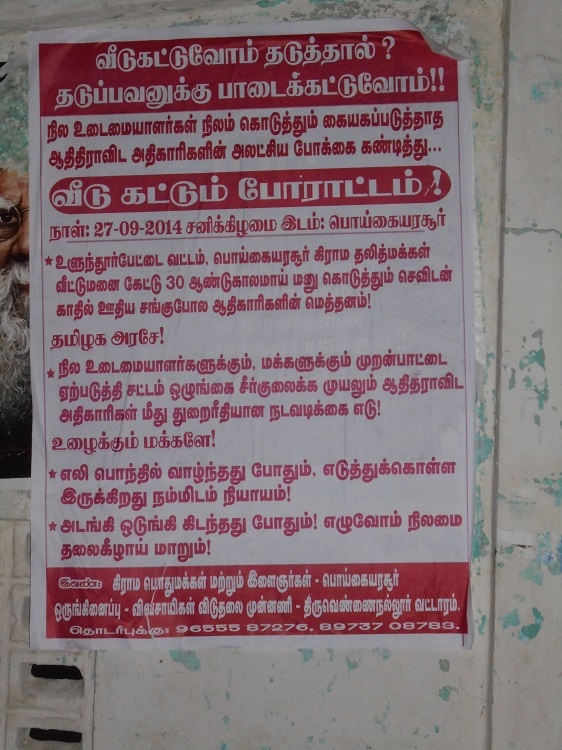 வீடுகட்டுவோம் தடுத்தால் ?
தடுப்பவனுக்கு பாடைக்கட்டுவோம்!!
நில உடைமையாளர்கள் நிலம் கொடுத்தும் கையகப்படுத்தாத
ஆதிதிராவிட அதிகாரிகளின் அலட்சிய போக்கை கண்டித்து...
வீடு கட்டும் போராட்டம் !
நாள்: 27-09-2014 சனிக்கிழமை இடம்: பொய்கையரசூர்
★ உளுந்தூர்பேட்டை வட்டம், பொய்கையரசூர் கிராம தலித்மக்கள்
வீட்டுமனை கேட்டு 30 ஆண்டுகாலமாய் மனு கொடுத்தும் செவிடன்
காதில் ஊதிய சங்குபோல அதிகாரிகளின் மெத்தனம்!
தமிழக அரசே!
★ நில உடைமையாளர்களுக்கும், மக்களுக்கும் முறன்பாட்டை
ஏற்படுத்தி சட்டம் ஒழுங்கை சீர்குலைக்க முயலும் ஆதிதராவிட
அதிகாரிகள் மீது துறைரீதியான நடவடிக்கை எடு!
உழைக்கும் மக்களே!
★ எலி பொந்தில் வாழ்ந்தது போதும், எடுத்துக்கொள்ள
இருக்கிறது நம்மிடம் நியாயம்!
★ அடங்கி ஒடுங்கி கிடந்தது போதும்! எழுவோம் நிலமை
தலைகீழாய் மாறும்!
இவண்: கிராம பொதுமக்கள் மற்றும் இளைஞர்கள் - பொய்கையரசூர்
ஒருங்கினைப்பு - விவசாயிகள் விடுதலை முன்னணி - திருவெண்ணைநல்லூர் வட்டாரம்.
தொடர்புக்கு: 96555 87276, 89737 08783.